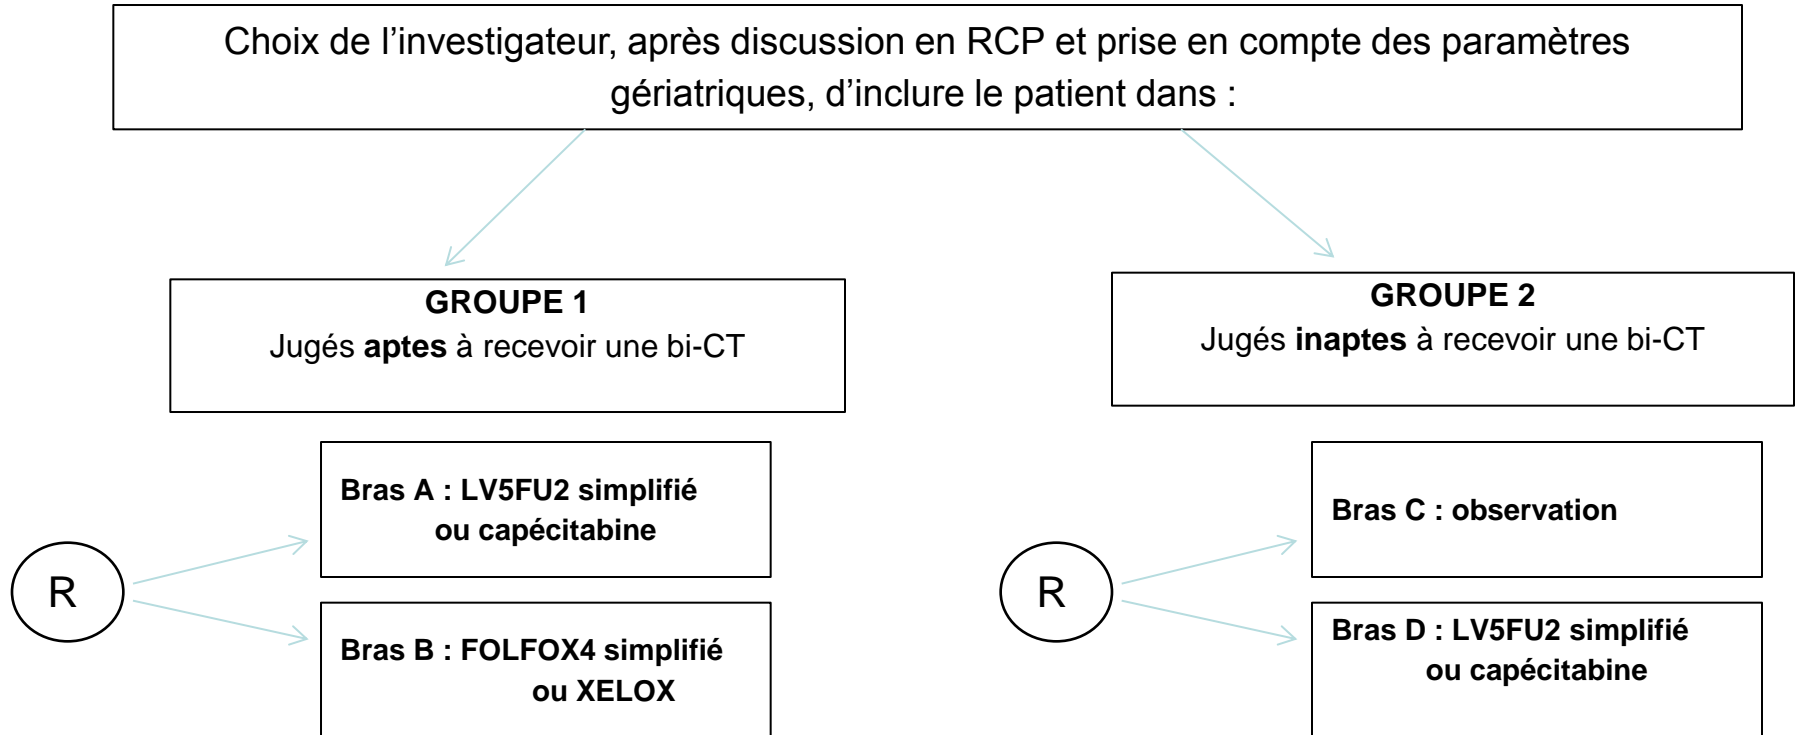 Choix de l’investigateur, après discussion en RCP et prise en compte des paramètres
gériatriques, d’inclure le patient dans :
GROUPE 1
Jugés aptes à recevoir une bi-CT
GROUPE 2
Jugés inaptes à recevoir une bi-CT
R
Bras A : LV5FU2 simplifié
ou capécitabine
Bras B : FOLFOX4 simplifié
ou XELOX
R
Bras C : observation
Bras D : LV5FU2 simplifié
ou capécitabine